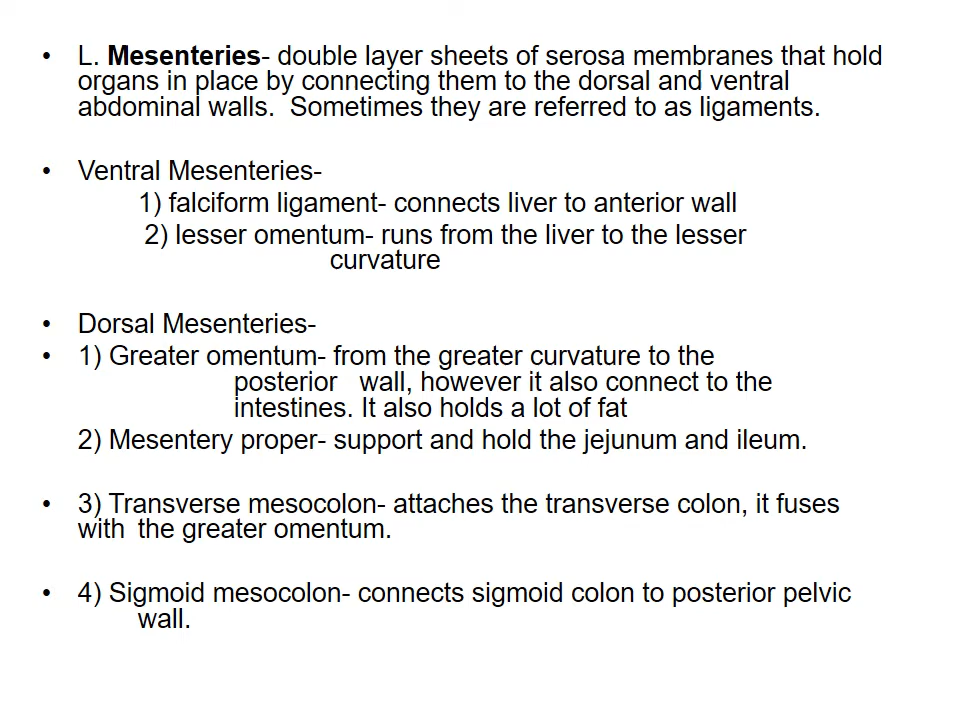 • L. Mesenteries- double layer sheets of serosa membranes that hold
organs in place by connecting them to the dorsal and ventral
abdominal walls.  Sometimes they are referred to as ligaments.
• Ventral Mesenteries-
1) falciform ligament- connects liver to anterior wall
2) lesser omentum- runs from the liver to the lesser
curvature
• Dorsal Mesenteries-
• 1) Greater omentum- from the greater curvature to the
posterior   wall, however it also connect to the
intestines. It also holds a lot of fat
2) Mesentery proper- support and hold the jejunum and ileum.
• 3) Transverse mesocolon- attaches the transverse colon, it fuses
with  the greater omentum.
• 4) Sigmoid mesocolon- connects sigmoid colon to posterior pelvic
wall.